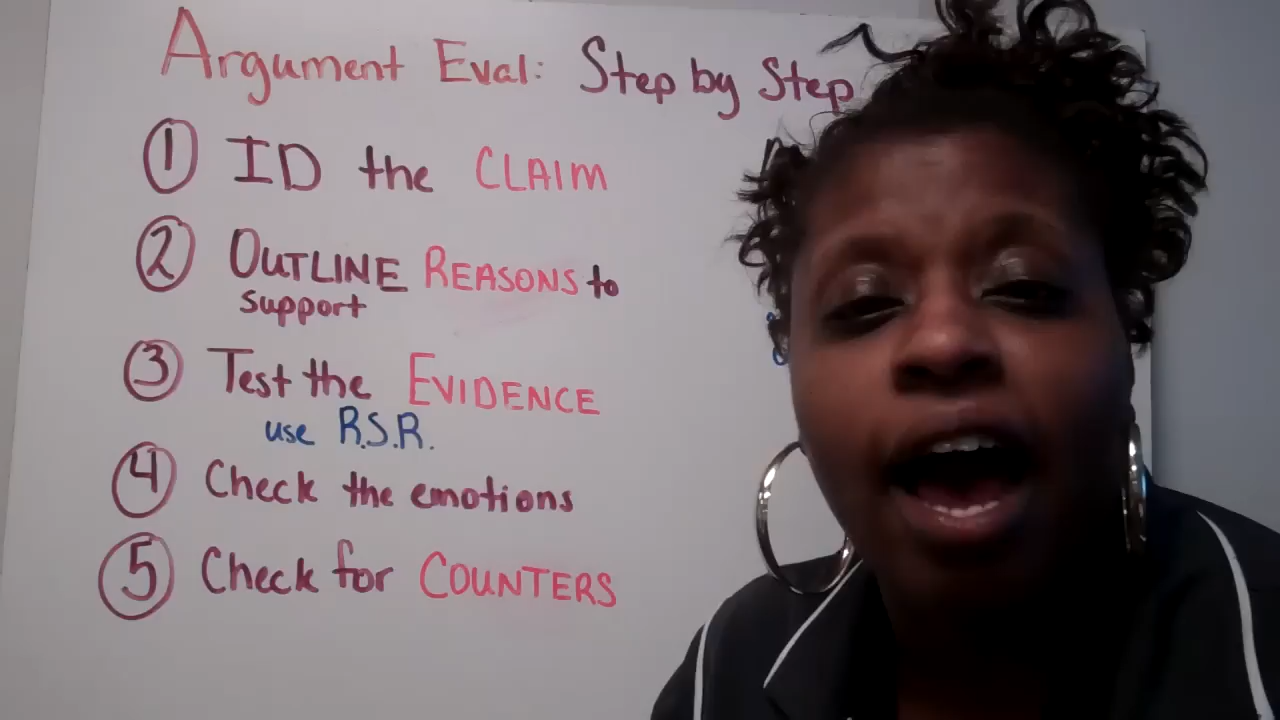 Argument Eval: Step by Step
1 ID the CLAIM
2 OUTLINE REASONS to
support
3 Test the EVIDENCE
use R.S.R.
4 Check the emotions
5 Check for COUNTERS